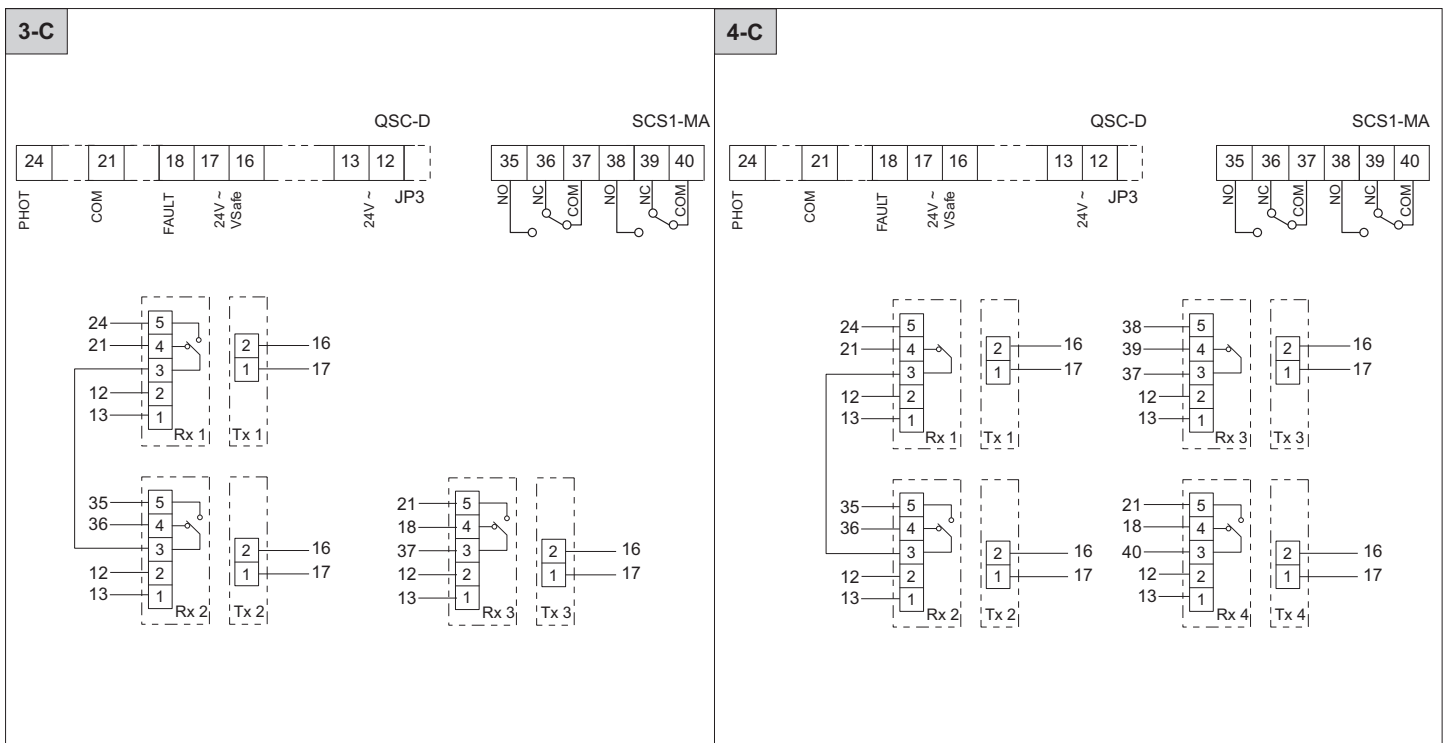 3-C
QSC-D
SCS1-MA
24 21 18 17 16 13 12
35 36 37 38 39 40
PHOT
COM
FAULT
24V ~
VSafe
24V ~
JP3
NO
NC
COM
NO
NC
COM
24 5
21 4 2 16
3 1 17
12 2
13 1
Rx 1 Tx 1
35 5
36 4
3 2 16
12 2 1 17
13 1
Rx 2 Tx 2
21 5
18 4
37 3 2 16
12 2 1 17
13 1
Rx 3 Tx 3
4-C
QSC-D
SCS1-MA
24 21 18 17 16 13 12
35 36 37 38 39 40
PHOT
COM
FAULT
24V ~
VSafe
24V ~
JP3
NO
NC
COM
NO
NC
COM
24 5
21 4 2 16
3 1 17
12 2
13 1
Rx 1 Tx 1
38 5
39 4 2 16
37 3 1 17
12 2
13 1
Rx 3 Tx 3
35 5
36 4
3 2 16
12 2 1 17
13 1
Rx 2 Tx 2
21 5
18 4
40 3 2 16
12 2 1 17
13 1
Rx 4 Tx 4